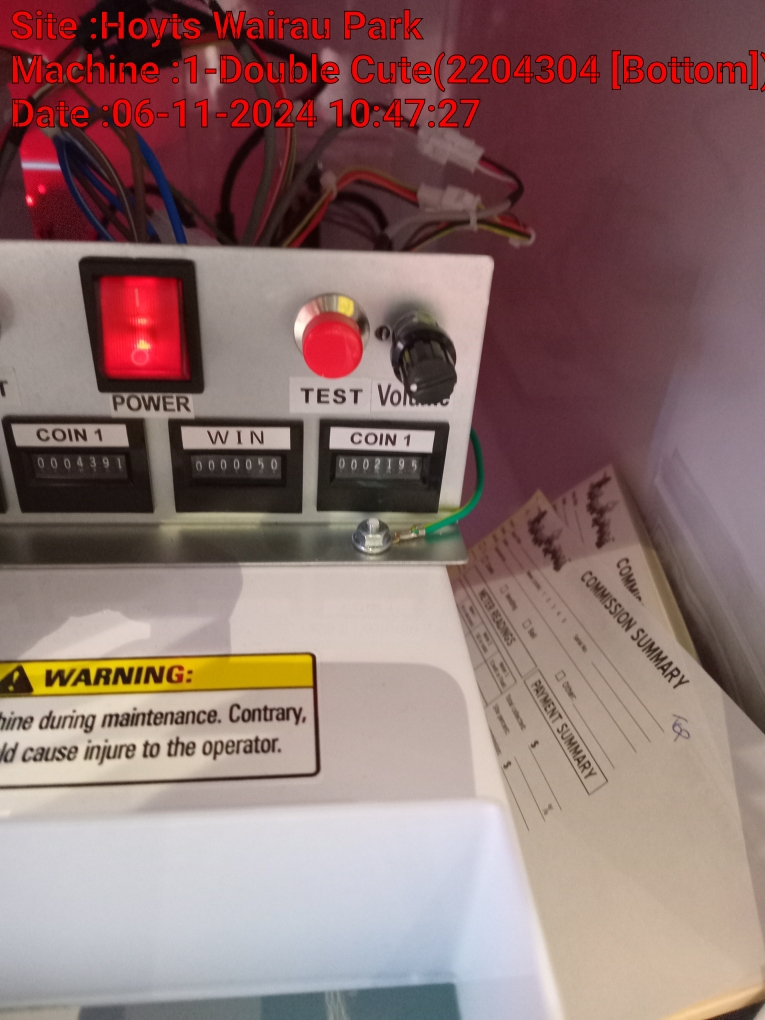 Site :Hoyts Wairau Park
Machine :1-Double Cute(2204304 [Bottom])
Date :06-11-2024 10:47:27
T
POWER
TEST
Volume
COIN 1
WIN
COIN 1
0004391
0000050
0002195
COMMISSION SUMMARY
METER READINGS
PAYMENT SUMMARY
$
$
WARNING:
hine during maintenance. Contrary,
ld cause injure to the operator.